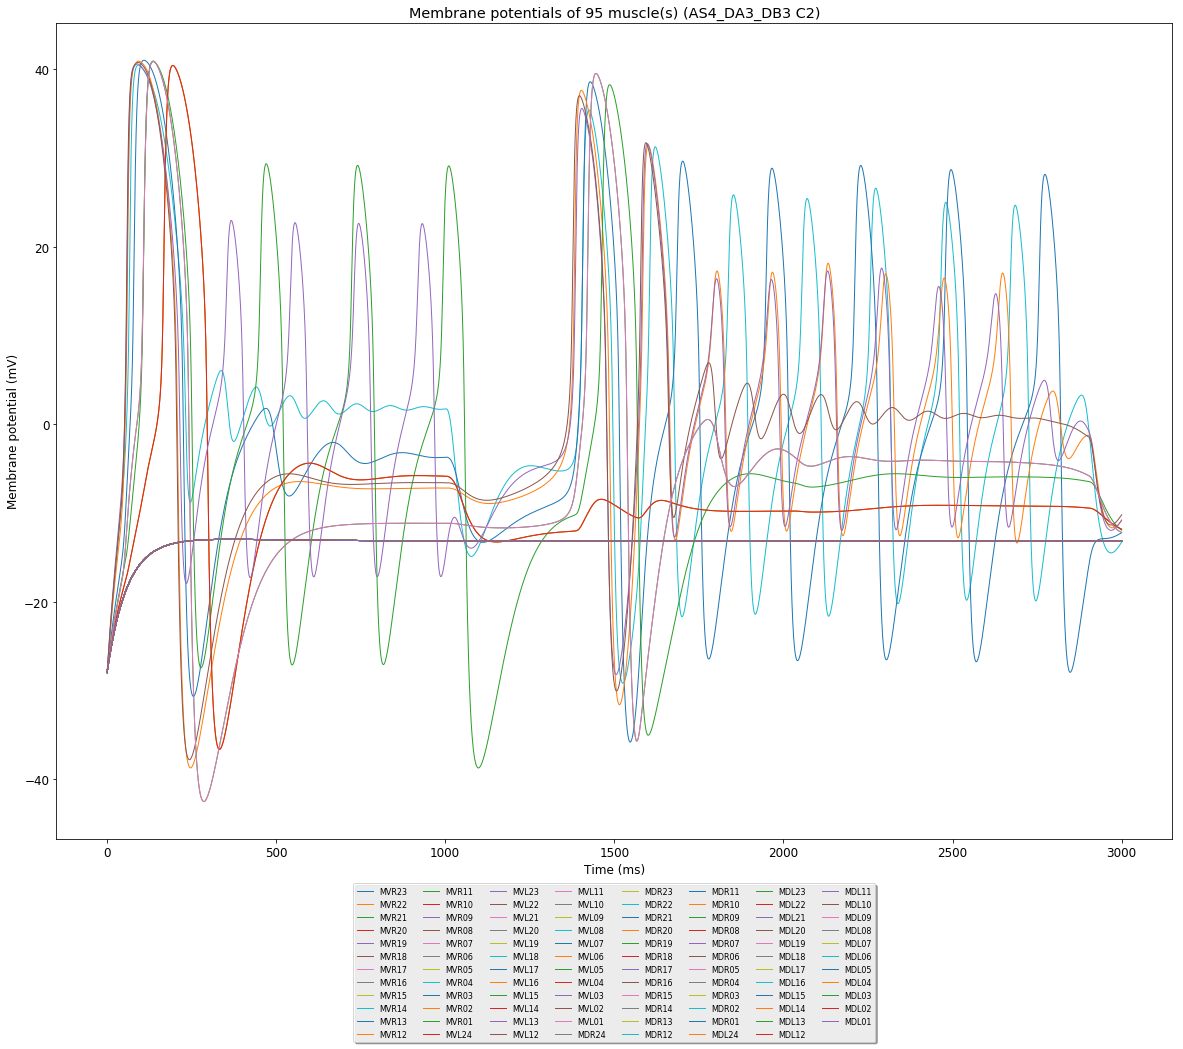 Membrane potentials of 95 muscle(s) (AS4_DA3_DB3 C2)
Membrane potential (mV)
40
20
0
−20
−40
0 500 1000 1500 2000 2500 3000
Time (ms)
MVR23 MVR11 MVL23 MVL11 MDR23 MDR11 MDL23 MDL11
MVR22 MVR10 MVL22 MVL10 MDR22 MDR10 MDL22 MDL10
MVR21 MVR09 MVL21 MVL09 MDR21 MDR09 MDL21 MDL09
MVR20 MVR08 MVL20 MVL08 MDR20 MDR08 MDL20 MDL08
MVR19 MVR07 MVL19 MVL07 MDR19 MDR07 MDL19 MDL07
MVR18 MVR06 MVL18 MVL06 MDR18 MDR06 MDL18 MDL06
MVR17 MVR05 MVL17 MVL05 MDR17 MDR05 MDL17 MDL05
MVR16 MVR04 MVL16 MVL04 MDR16 MDR04 MDL16 MDL04
MVR15 MVR03 MVL15 MVL03 MDR15 MDR03 MDL15 MDL03
MVR14 MVR02 MVL14 MVL02 MDR14 MDR02 MDL14 MDL02
MVR13 MVR01 MVL13 MVL01 MDR13 MDR01 MDL13 MDL01
MVR12 MVL24 MVL12 MDR24 MDR12 MDL24 MDL12